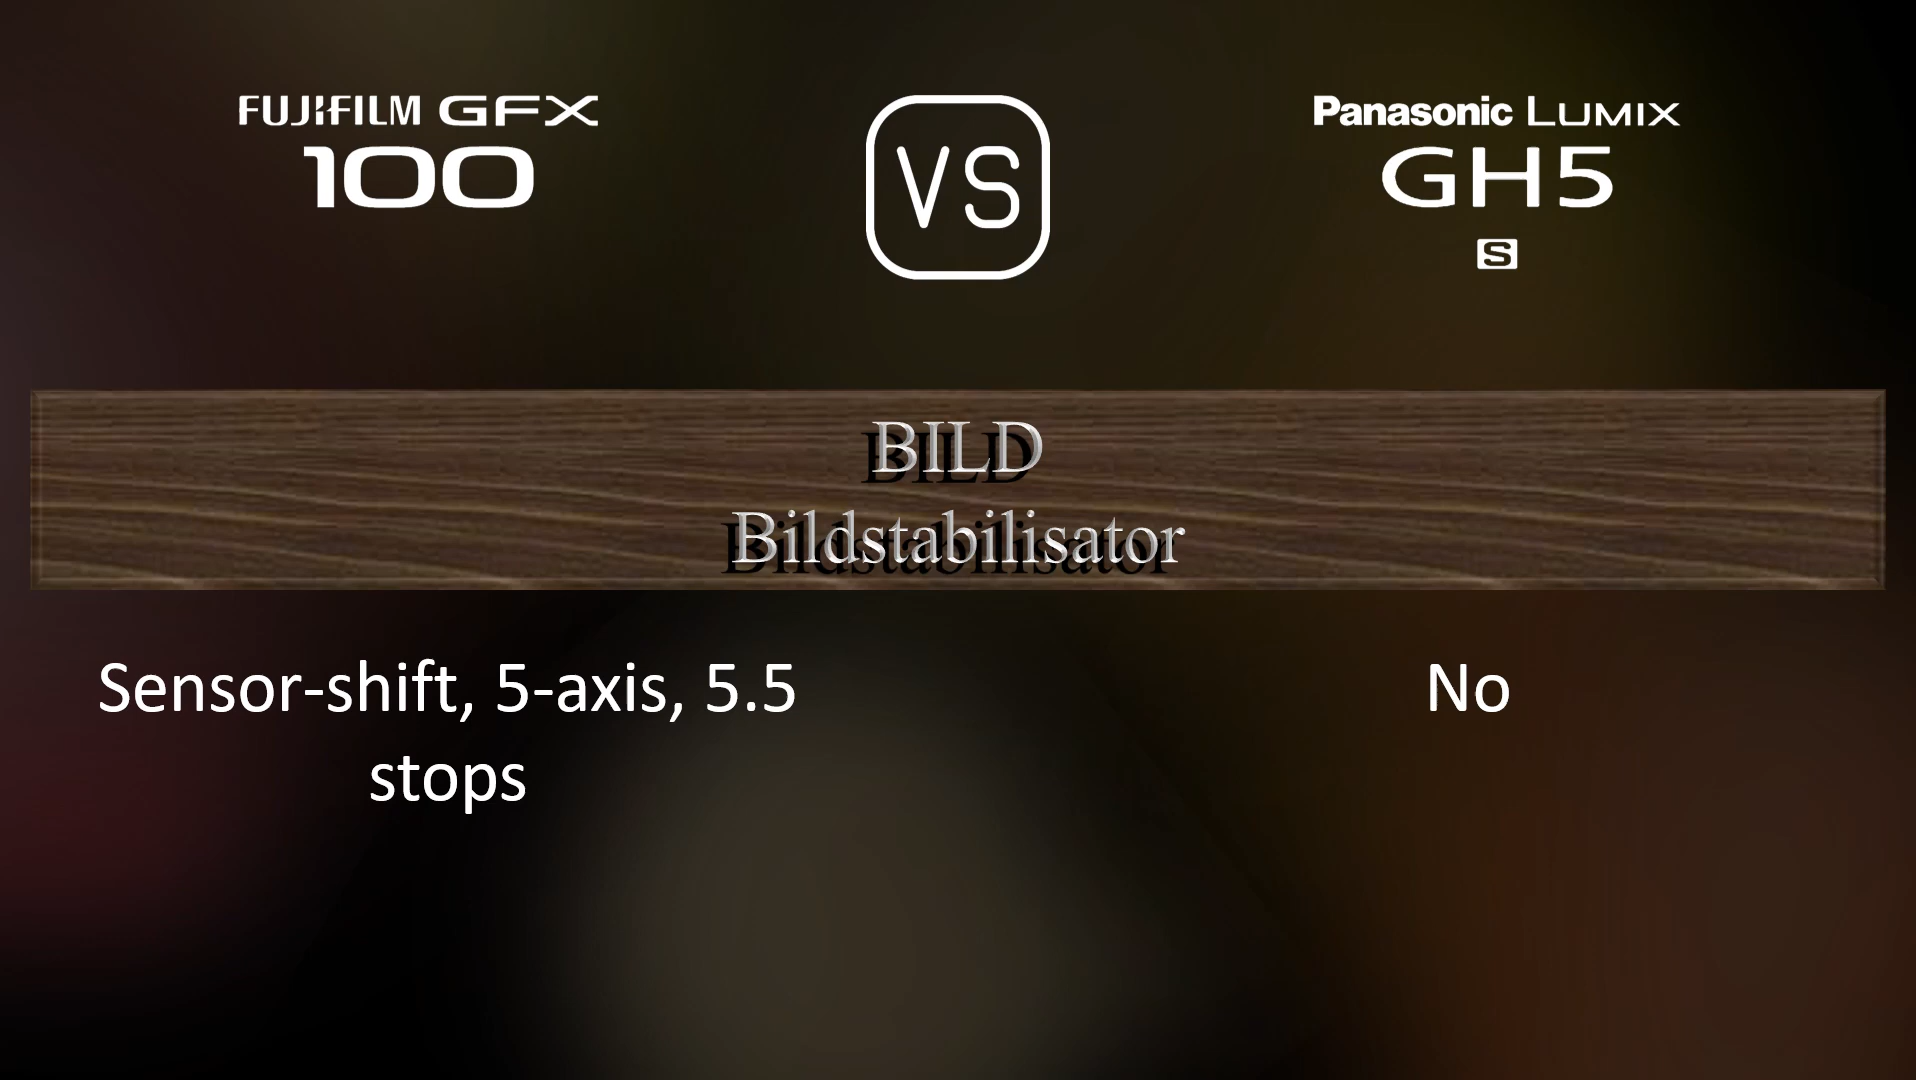 FUJIFILM GFX
100
VS
Panasonic LUMIX
GH5
S
BILD
Bildstabilisator
Sensor-shift, 5-axis, 5.5
stops
No